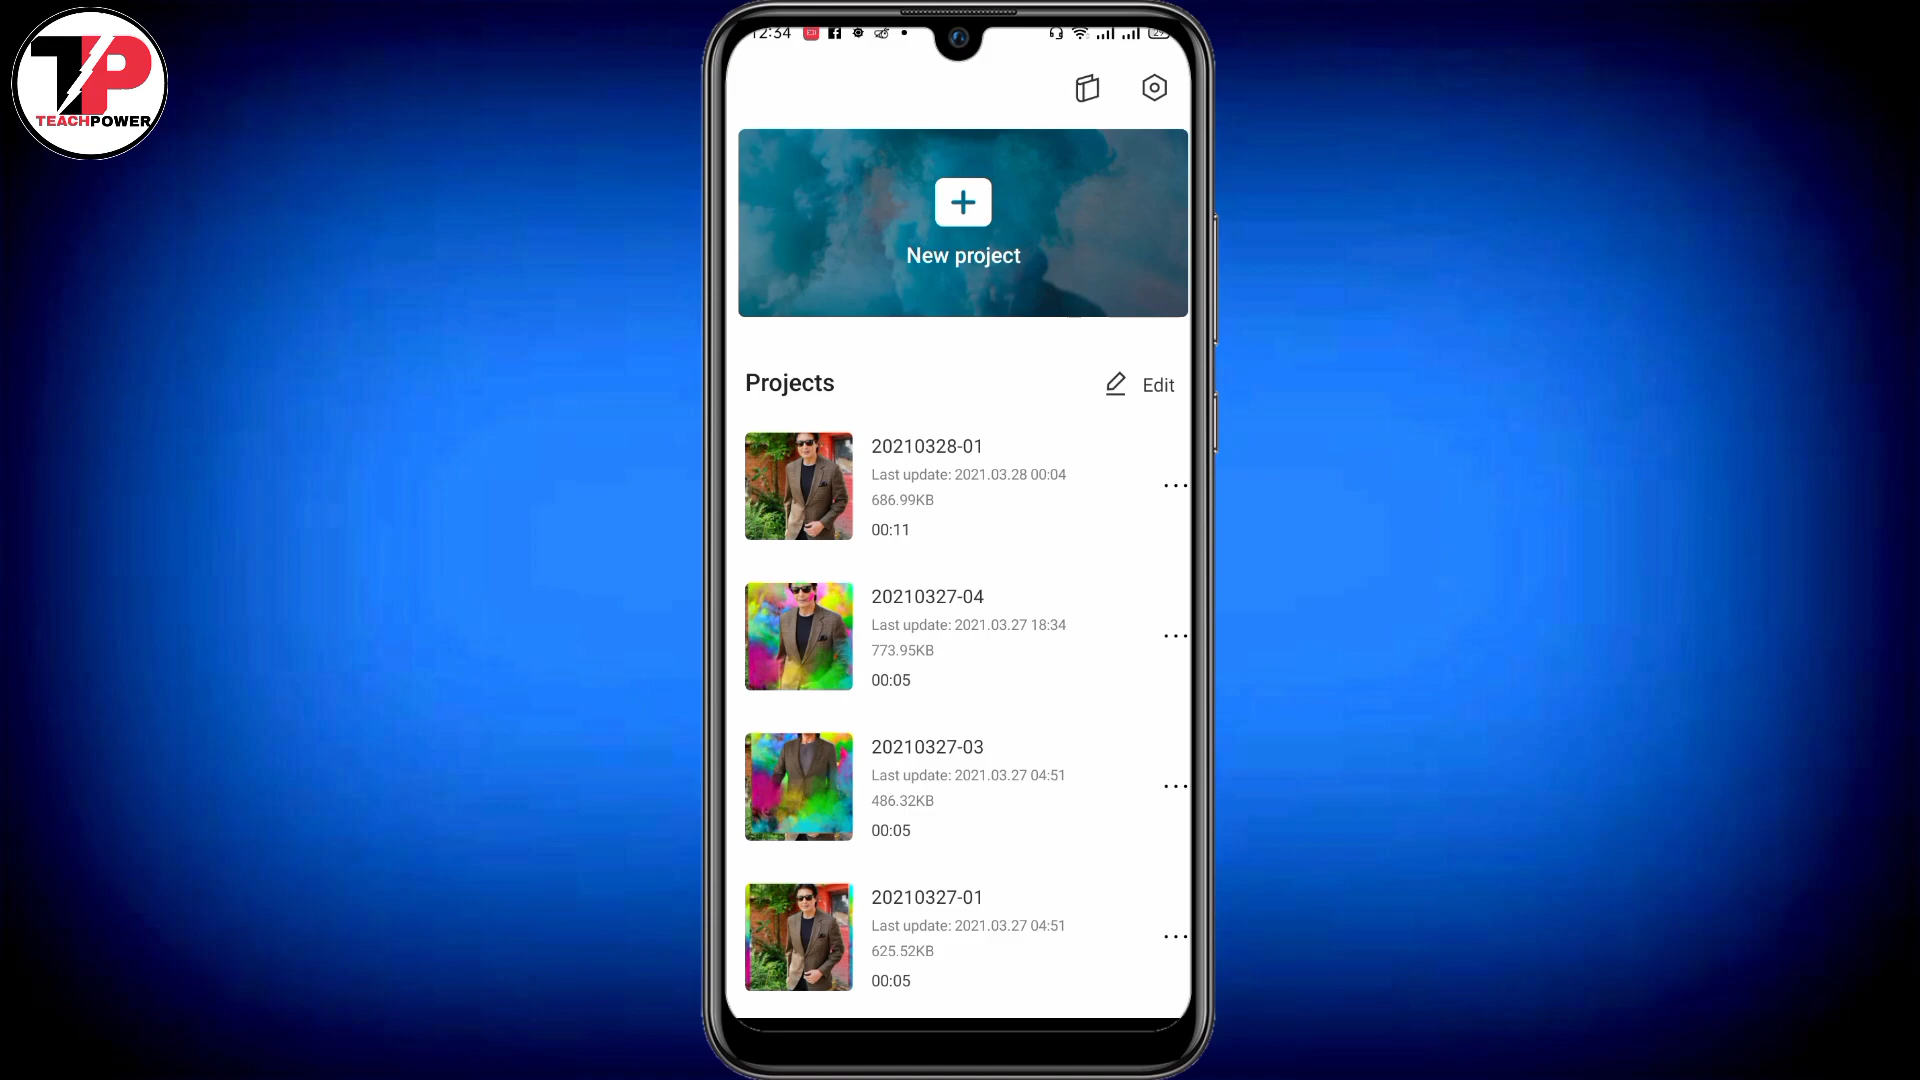 TP
TEACHPOWER
12:34
New project
Projects
Edit
20210328-01
Last update: 2021.03.28 00:04
686.99KB
00:11
20210327-04
Last update: 2021.03.27 18:34
773.95KB
00:05
20210327-03
Last update: 2021.03.27 04:51
486.32KB
00:05
20210327-01
Last update: 2021.03.27 04:51
625.52KB
00:05